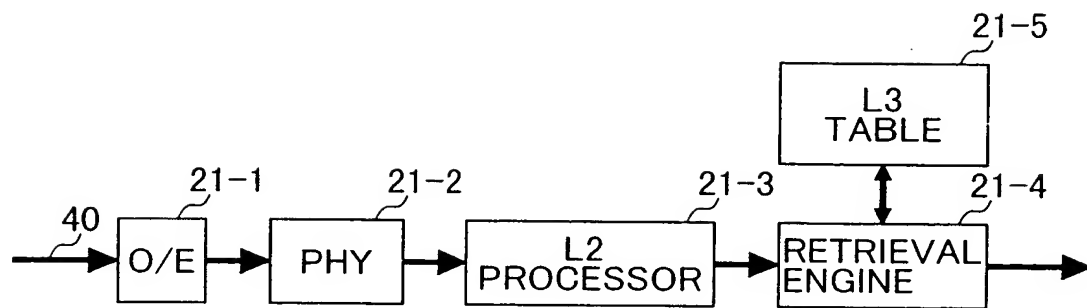 21-5
L3
TABLE
21-1
21-2
21-3
21-4
40
O/E
PHY
L2
PROCESSOR
RETRIEVAL
ENGINE